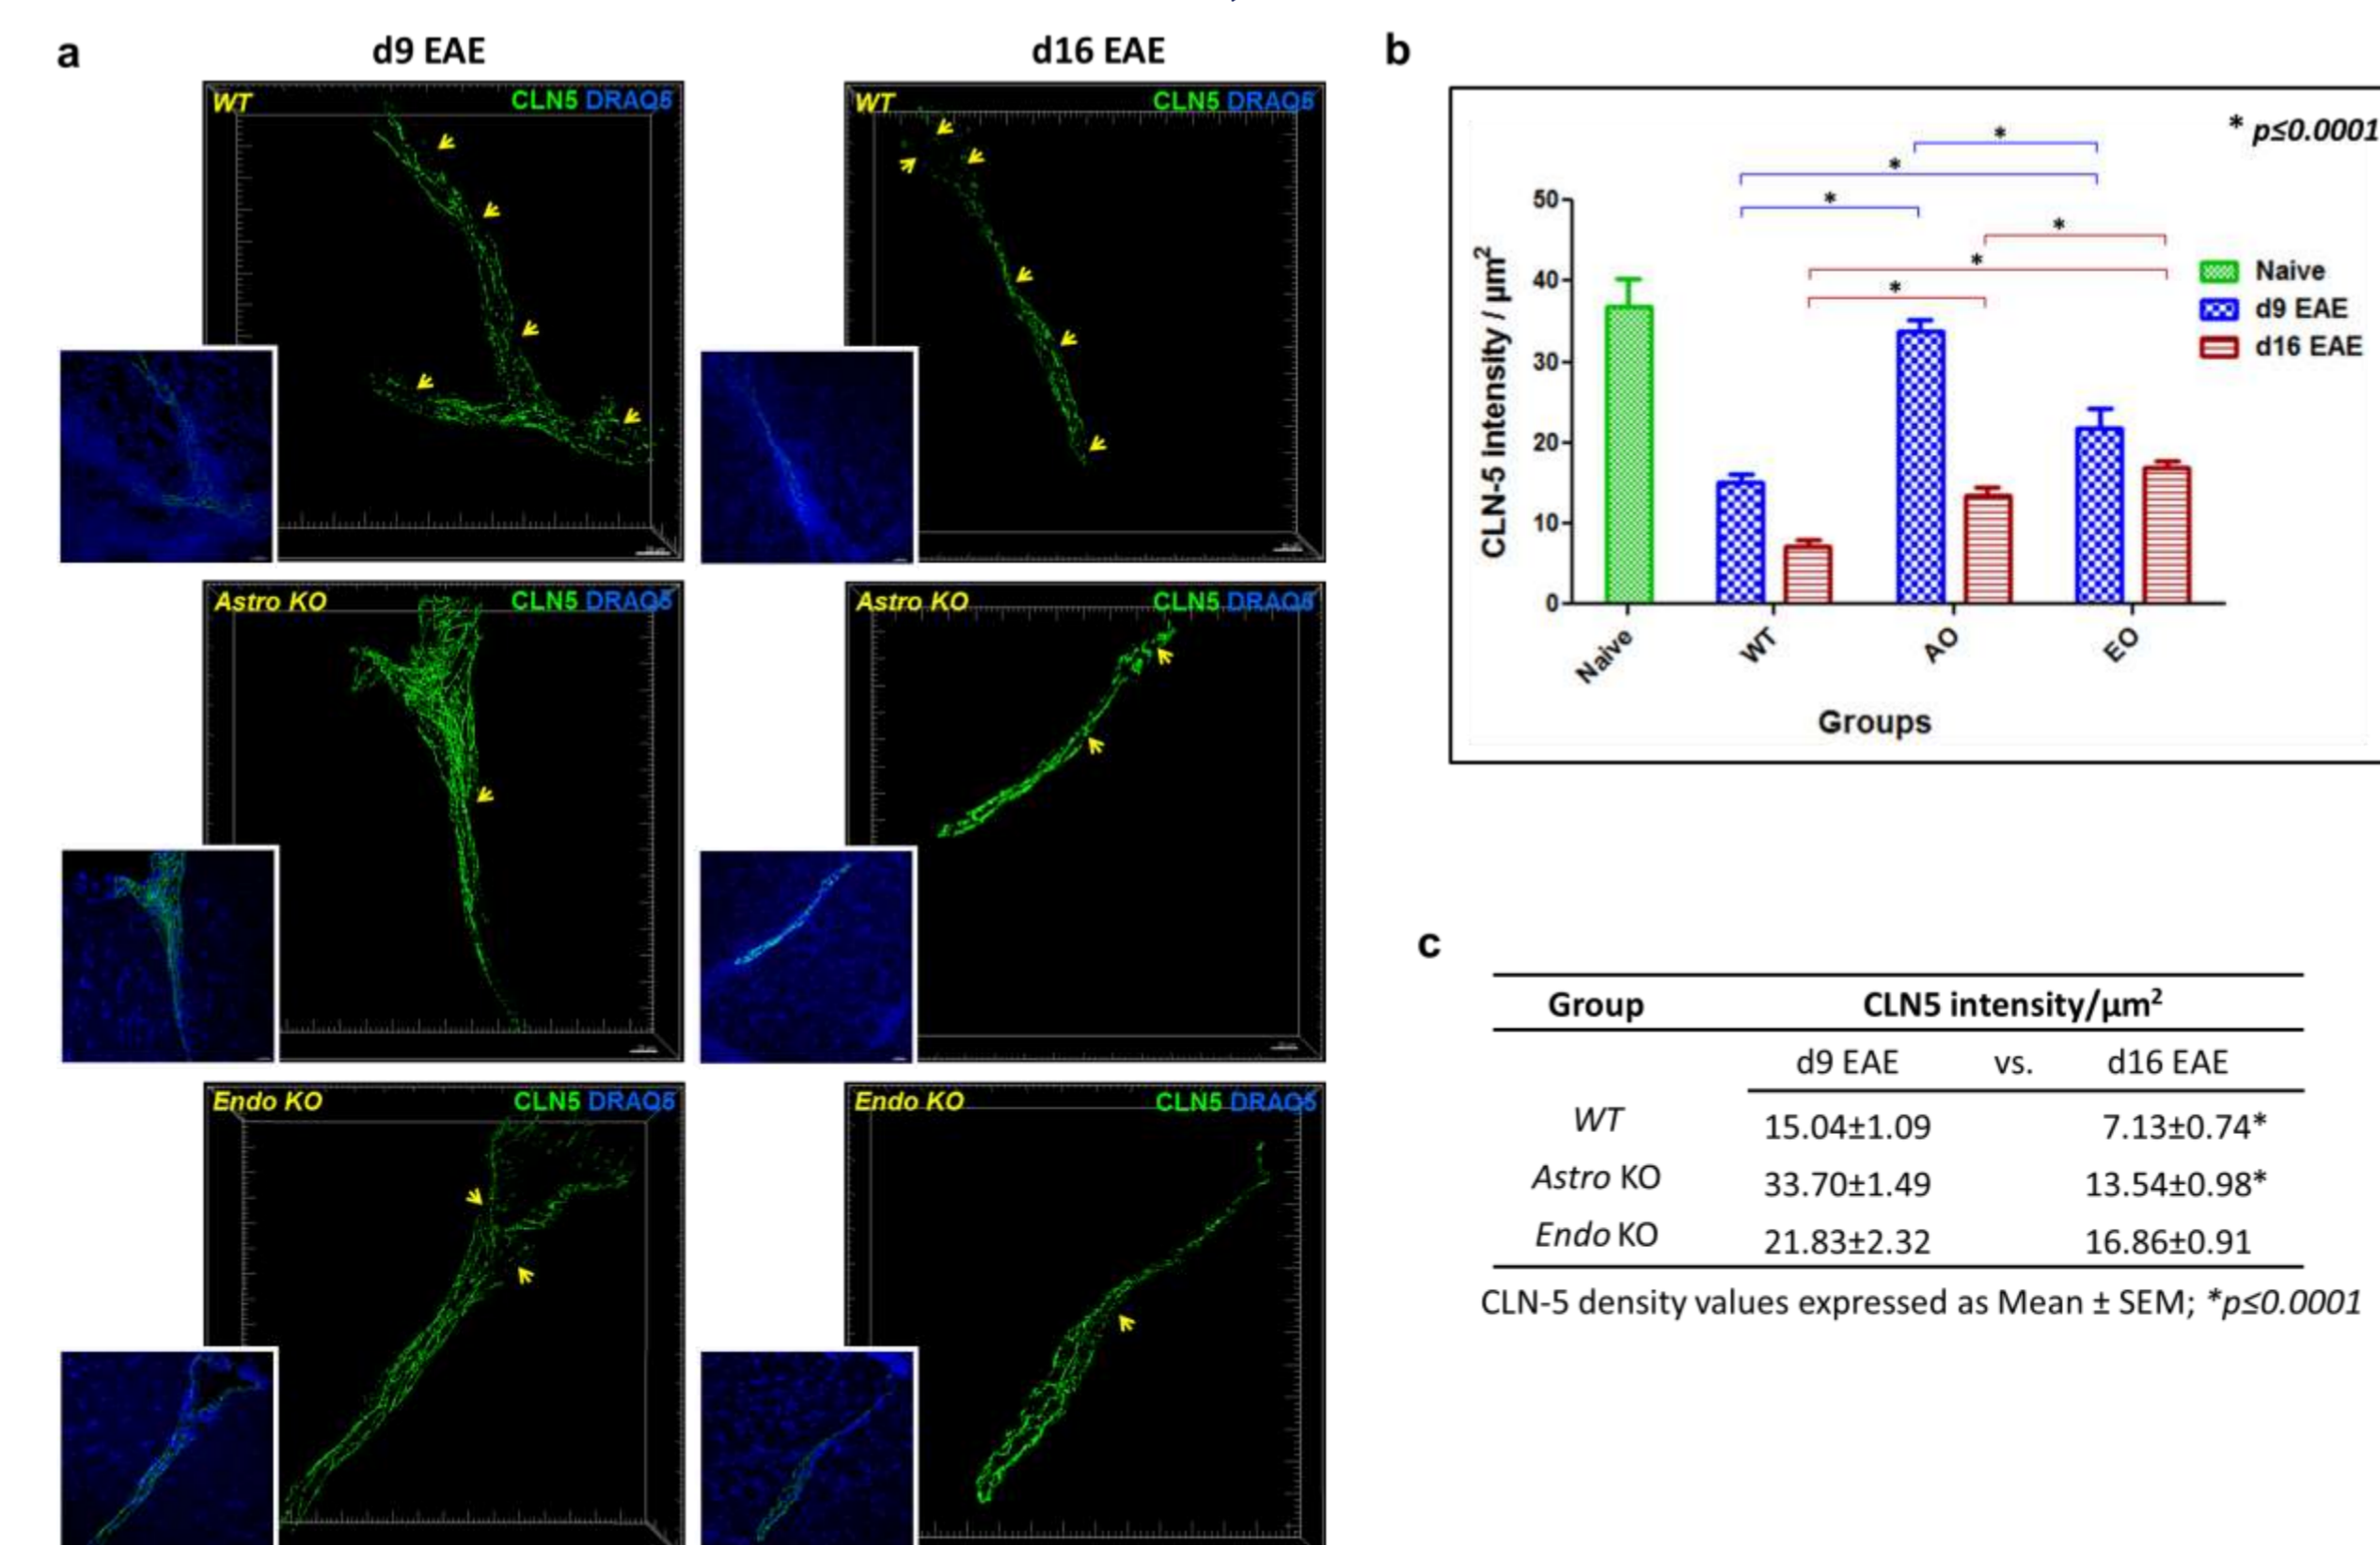 a
d9 EAE
d16 EAE
WT
CLN5 DRAQ5
WT
CLN5 DRAQ5
Astro KO
CLN5 DRAQ5
Astro KO
CLN5 DRAQ5
Endo KO
CLN5 DRAQ5
Endo KO
CLN5 DRAQ5
b
* p≤0.0001
*
*
*
*
*
*
CLN-5 intensity / µm²
50
40
30
20
10
0
Naive
WT
AO
EO
Groups
Naive
d9 EAE
d16 EAE
c
Group CLN5 intensity/µm²
d9 EAE vs. d16 EAE
WT 15.04±1.09 7.13±0.74*
Astro KO 33.70±1.49 13.54±0.98*
Endo KO 21.83±2.32 16.86±0.91
CLN-5 density values expressed as Mean ± SEM; *p≤0.0001